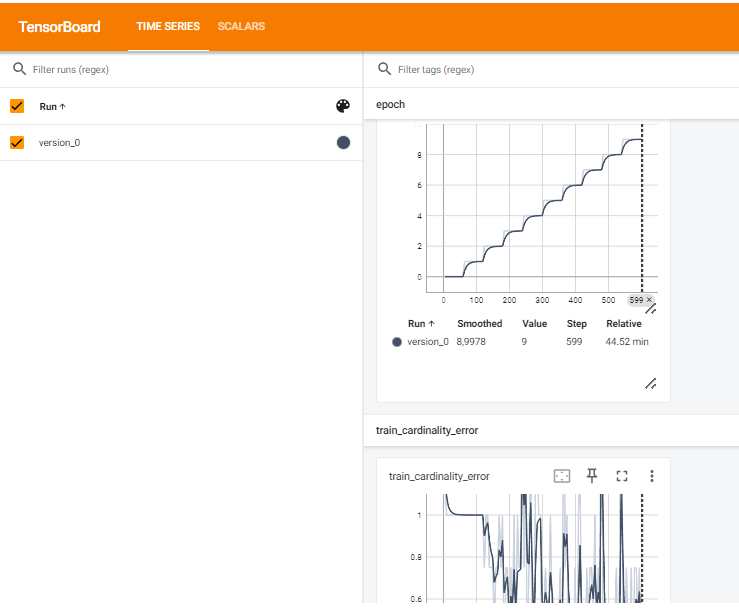 TensorBoard TIME SERIES SCALARS
Filter runs (regex)
Run ↑
version_0
Filter tags (regex)
epoch
8
6
4
2
0
0 100 200 300 400 500 599 ×
Run ↑ Smoothed Value Step Relative
version_0 8,9978 9 599 44.52 min
train_cardinality_error
train_cardinality_error
1
0.8
0.6